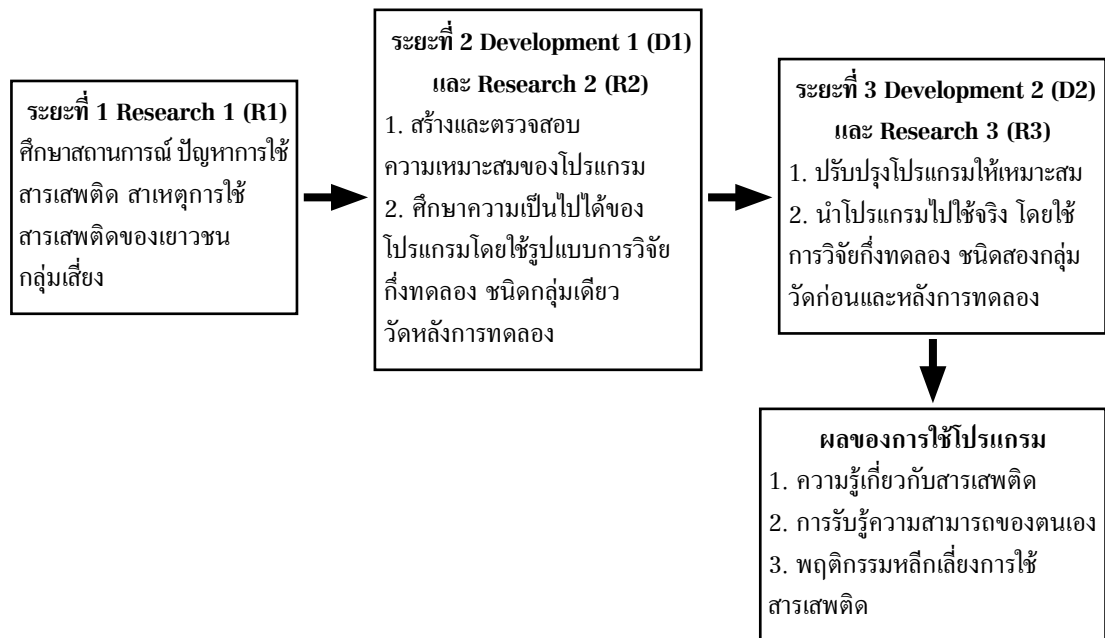 ระยะที่ 1 Research 1 (R1)
ศึกษาสถานการณ์ ปัญหาการใช้
สารเสพติด สาเหตุการใช้
สารเสพติดของเยาวชน
กลุ่มเสี่ยง
ระยะที่ 2 Development 1 (D1)
และ Research 2 (R2)
1. สร้างและตรวจสอบ
ความเหมาะสมของโปรแกรม
2. ศึกษาความเป็นไปได้ของ
โปรแกรมโดยใช้รูปแบบการวิจัย
กึ่งทดลอง ชนิดกลุ่มเดียว
วัดหลังการทดลอง
ระยะที่ 3 Development 2 (D2)
และ Research 3 (R3)
1. ปรับปรุงโปรแกรมให้เหมาะสม
2. นำโปรแกรมไปใช้จริง โดยใช้
การวิจัยกึ่งทดลอง ชนิดสองกลุ่ม
วัดก่อนและหลังการทดลอง
ผลของการใช้โปรแกรม
1. ความรู้เกี่ยวกับสารเสพติด
2. การรับรู้ความสามารถของตนเอง
3. พฤติกรรมหลีกเลี่ยงการใช้
สารเสพติด